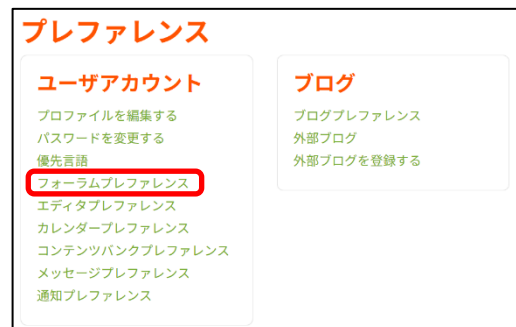 プレファレンス
ユーザアカウント
プロファイルを編集する
パスワードを変更する
優先言語
フォーラムプレファレンス
エディタプレファレンス
カレンダープレファレンス
コンテンツバンクプレファレンス
メッセージプレファレンス
通知プレファレンス
ブログ
ブログプレファレンス
外部ブログ
外部ブログを登録する